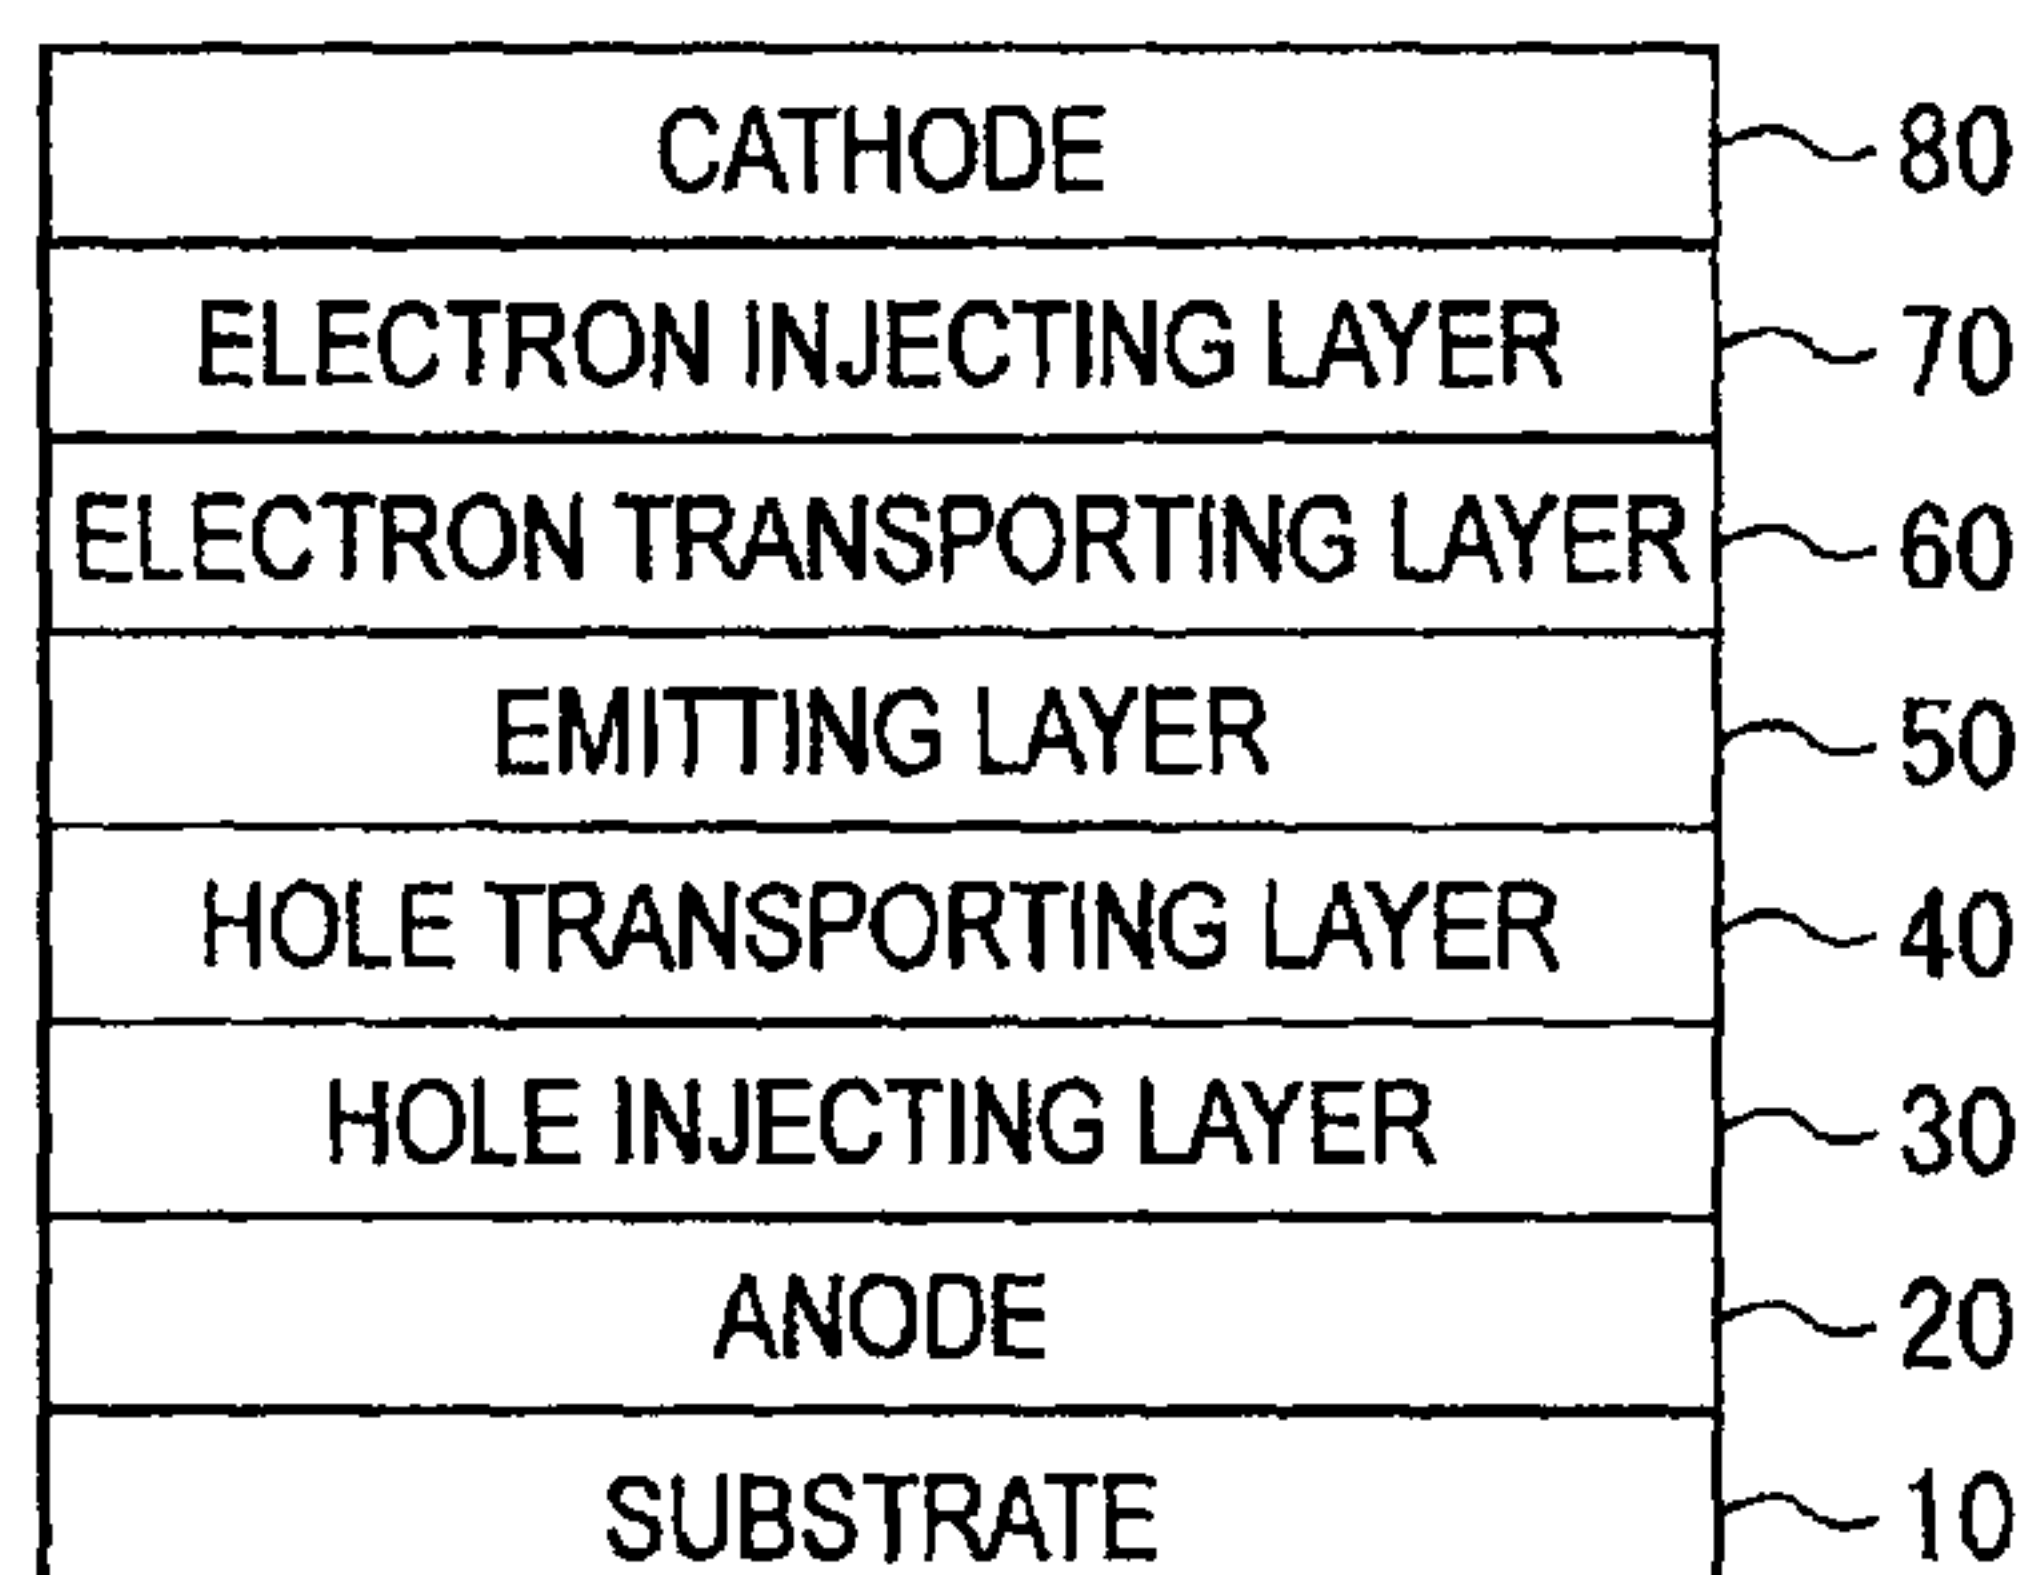 CATHODE 80
ELECTRON INJECTING LAYER 70
ELECTRON TRANSPORTING LAYER 60
EMITTING LAYER 50
HOLE TRANSPORTING LAYER 40
HOLE INJECTING LAYER 30
ANODE 20
SUBSTRATE 10